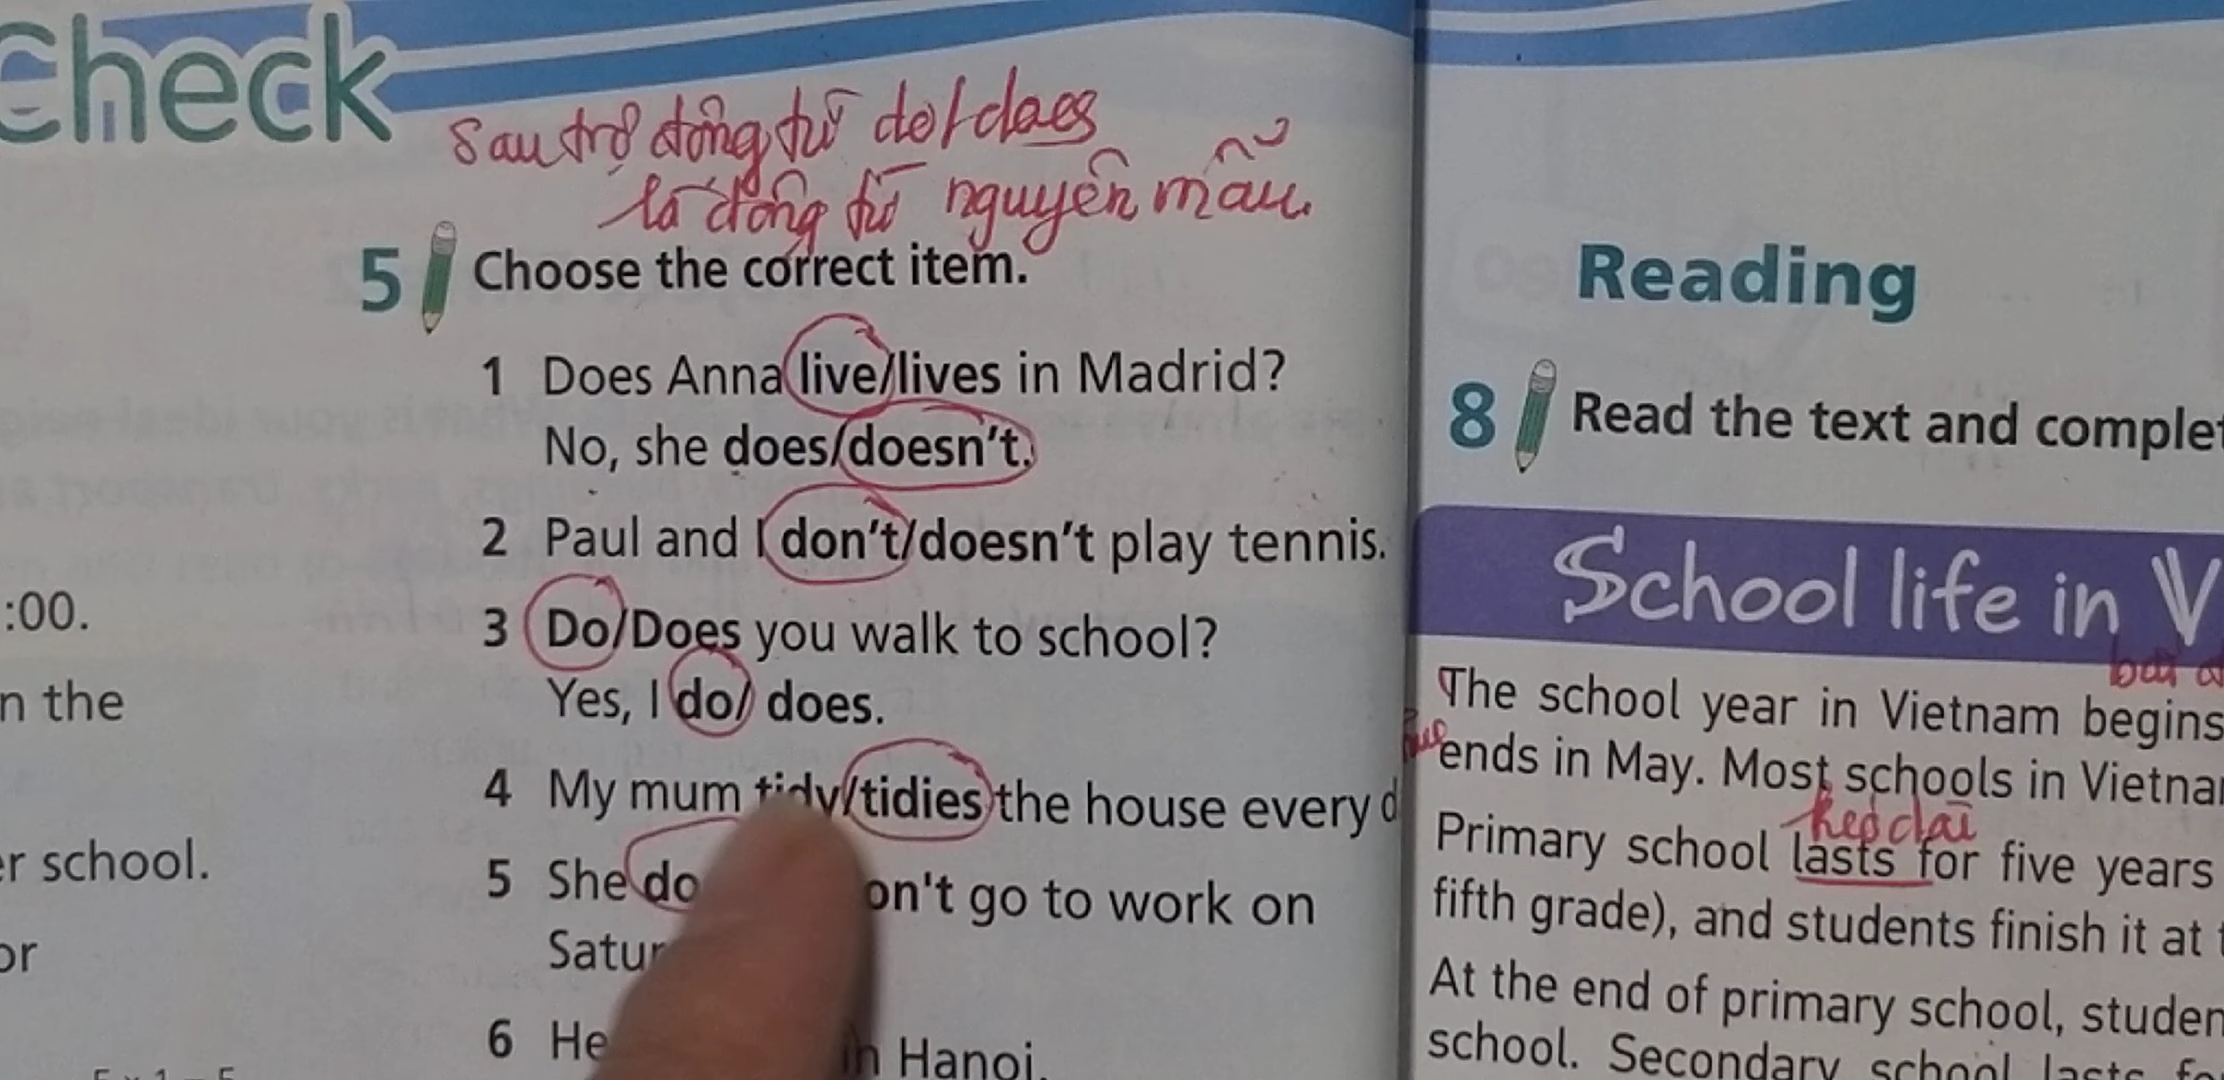 Check
Sau trợ động từ do/does
là động từ nguyên mẫu.
5 Choose the correct item.
1 Does Anna live/lives in Madrid?
No, she does/doesn't.
2 Paul and I don't/doesn't play tennis.
3 Do/Does you walk to school?
Yes, I do/ does.
4 My mum tidy/tidies the house every d
5 She do on't go to work on
Satur
6 He in Hanoi.
:00.
n the
er school.
or
Reading
8 Read the text and complet
School life in V
The school year in Vietnam begins
ends in May. Most schools in Vietna
kéo dài
Primary school lasts for five years
fifth grade), and students finish it at
At the end of primary school, studen
school. Secondary school lasts fo